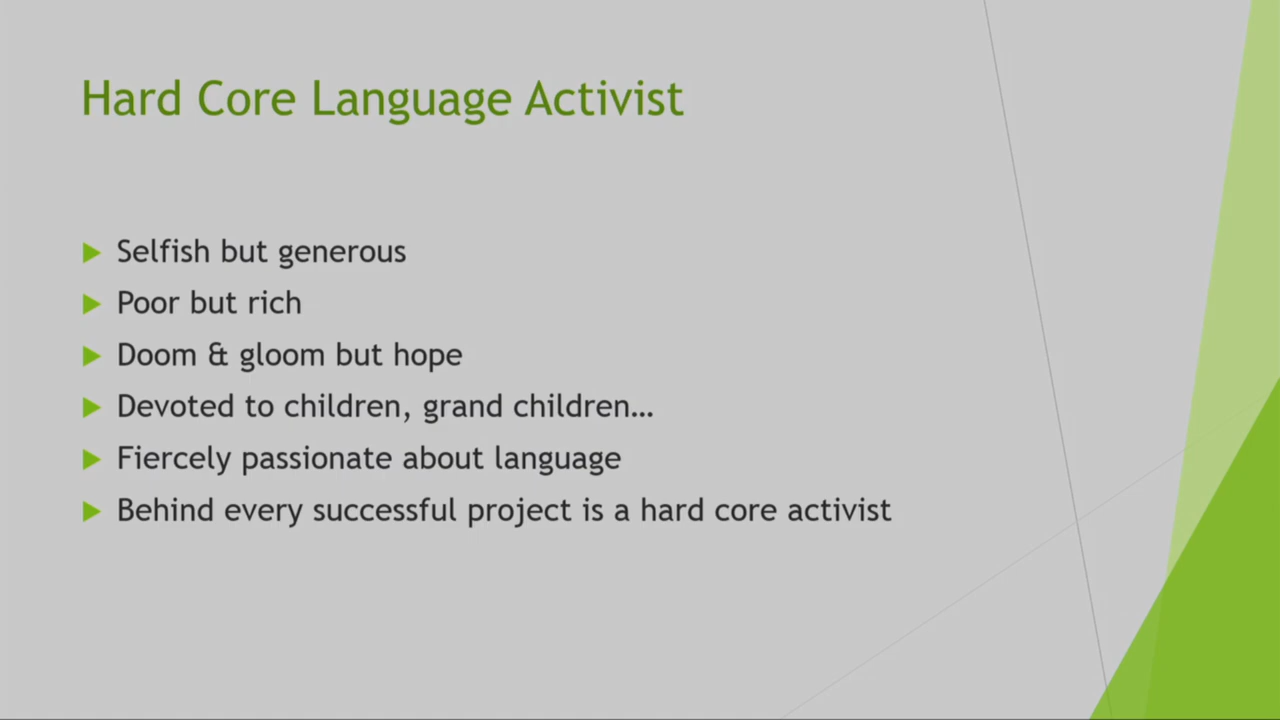 Hard Core Language Activist
Selfish but generous
Poor but rich
Doom & gloom but hope
Devoted to children, grand children…
Fiercely passionate about language
Behind every successful project is a hard core activist